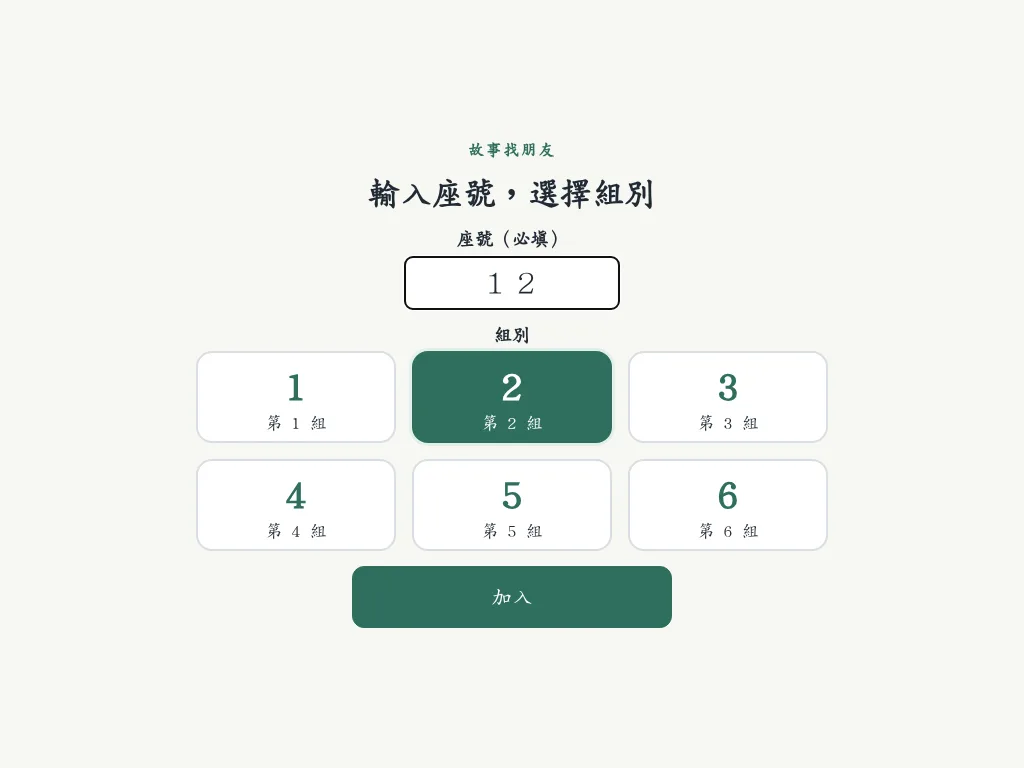 故事找朋友
輸入座號，選擇組別
座號（必填）
12
組別
1
第 1 組
2
第 2 組
3
第 3 組
4
第 4 組
5
第 5 組
6
第 6 組
加入